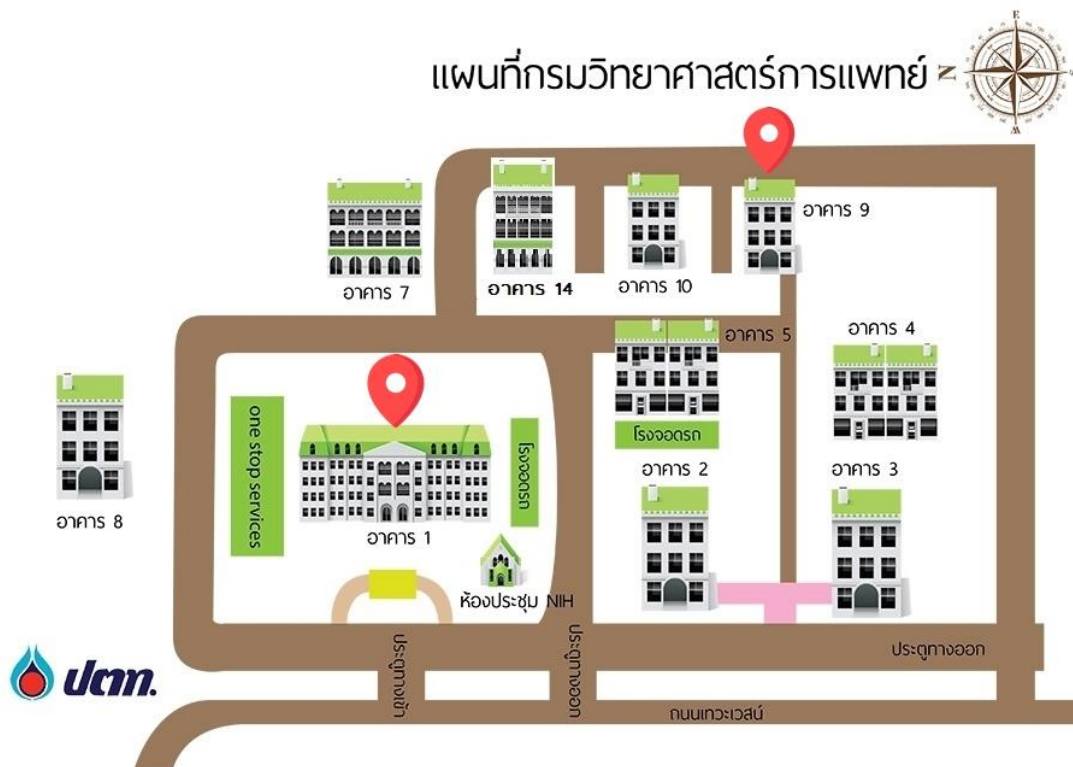 แผนที่กรมวิทยาศาสตร์การแพทย์
E
N
S
W
อาคาร 9
อาคาร 7
อาคาร 14
อาคาร 10
อาคาร 5
อาคาร 4
one stop services
โรงจอดรถ
โรงจอดรถ
อาคาร 2
อาคาร 3
อาคาร 8
อาคาร 1
ห้องประชุม NIH
ประตูทางเข้า
ประตูทางออก
ประตูทางออก
ปตท.
ถนนเทวะเวสน์